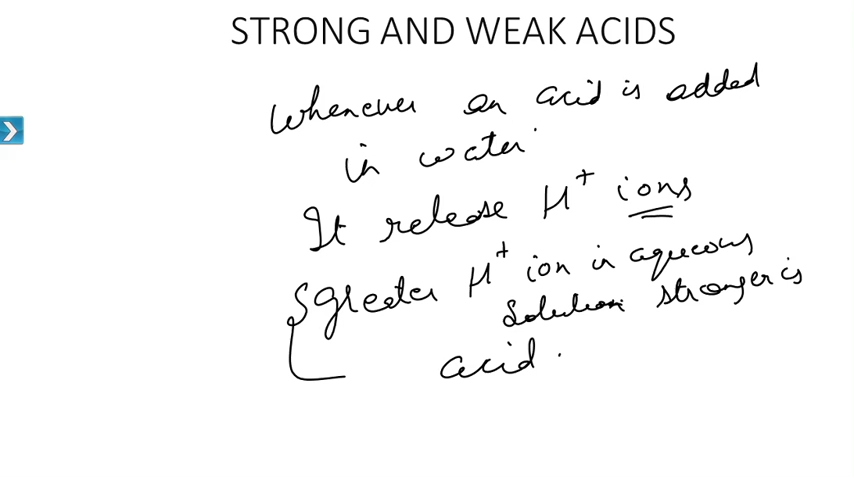 STRONG AND WEAK ACIDS
Whenever an acid is added
in water.
It release H⁺ ions
greater H⁺ ion in aqueous
solution stronger is
acid.